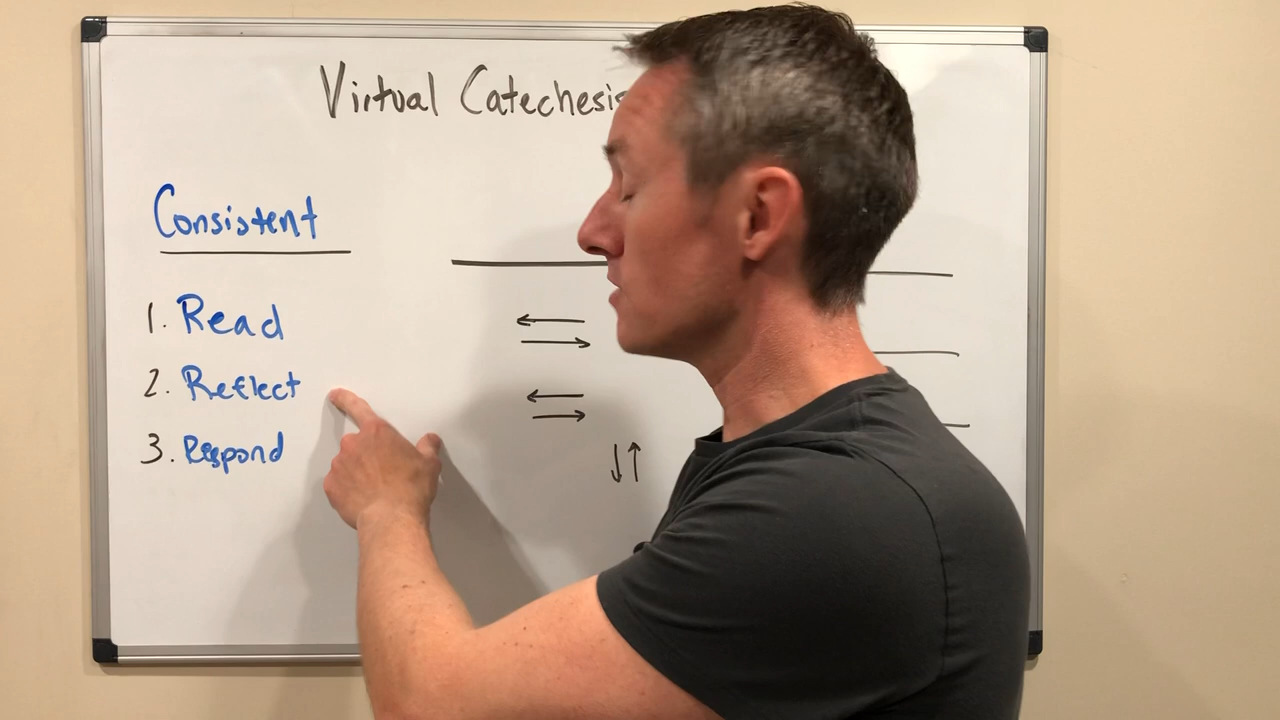 Virtual Catechesis
Consistent
1. Read
2. Reflect
3. Respond